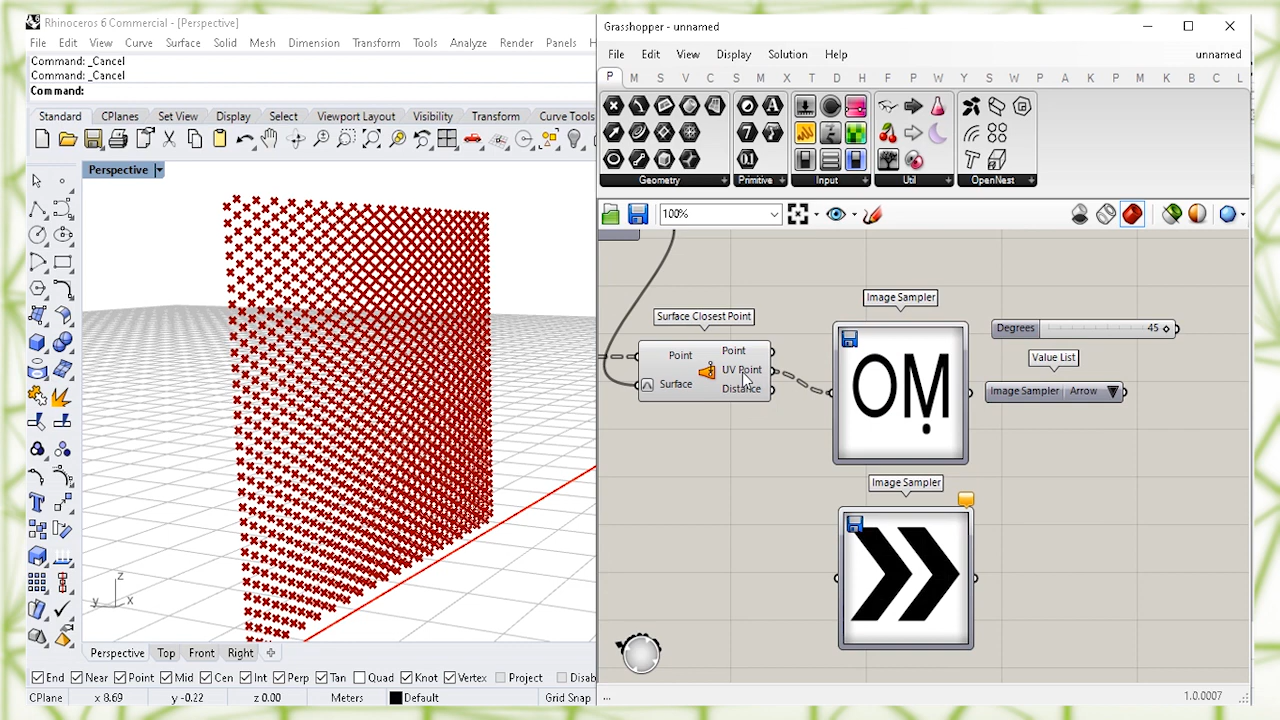 Rhinoceros 6 Commercial - [Perspective]
File Edit View Curve Surface Solid Mesh Dimension Transform Tools Analyze Render Panels H
Command: _Cancel
Command: _Cancel
Command:
Standard CPlanes Set View Display Select Viewport Layout Visibility Transform Curve Tools
Perspective
z
y x
Perspective Top Front Right
End Near Point Mid Cen Int Perp Tan Quad Knot Vertex Project Disab
CPlane x 8.69 y -0.22 z 0.00 Meters Default Grid Snap
Grasshopper - unnamed
File Edit View Display Solution Help unnamed
P M S V C S M X T D H F P W Y S W P A K P M K B C L
Geometry Primitive Input Util OpenNest
100%
Surface Closest Point
Point
Surface
Point
UV Point
Distance
Image Sampler
OṂ
Degrees 45
Value List
Image Sampler Arrow
Image Sampler
... 1.0.0007